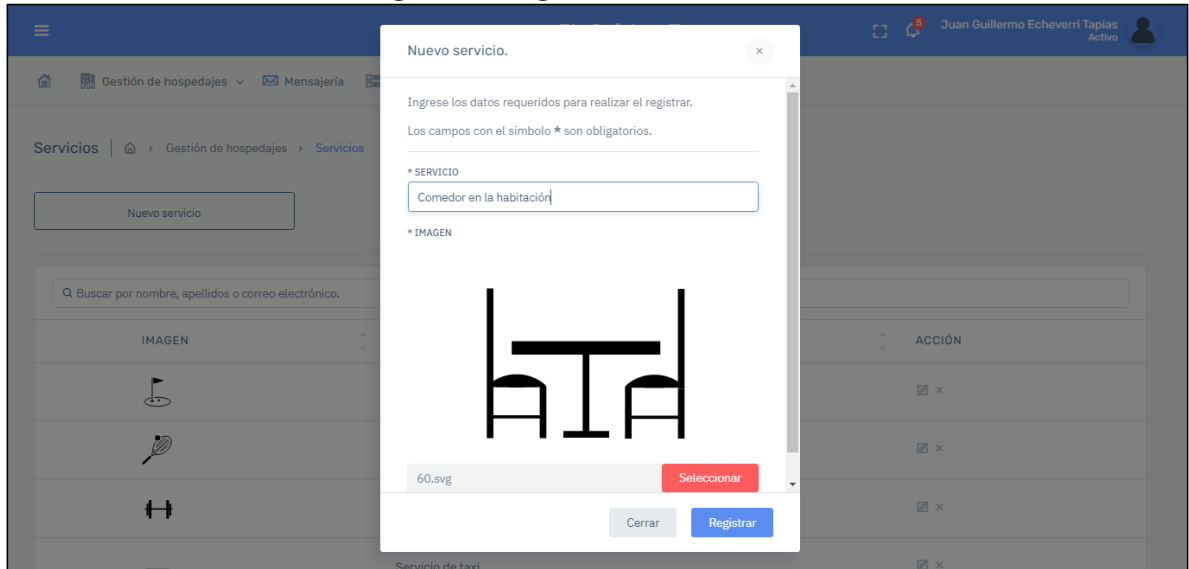 5
Juan Guillermo Echeverri Tapias
Activo
Nuevo servicio.
Gestión de hospedajes
Mensajería
Ingrese los datos requeridos para realizar el registrar.
Los campos con el simbolo * son obligatorios.
Servicios
Gestión de hospedajes > Servicios
* SERVICIO
Comedor en la habitación
Nuevo servicio
* IMAGEN
Buscar por nombre, apellidos o correo electrónico.
IMAGEN
ACCIÓN
60.svg
Seleccionar
Cerrar
Registrar
Servicio de taxi